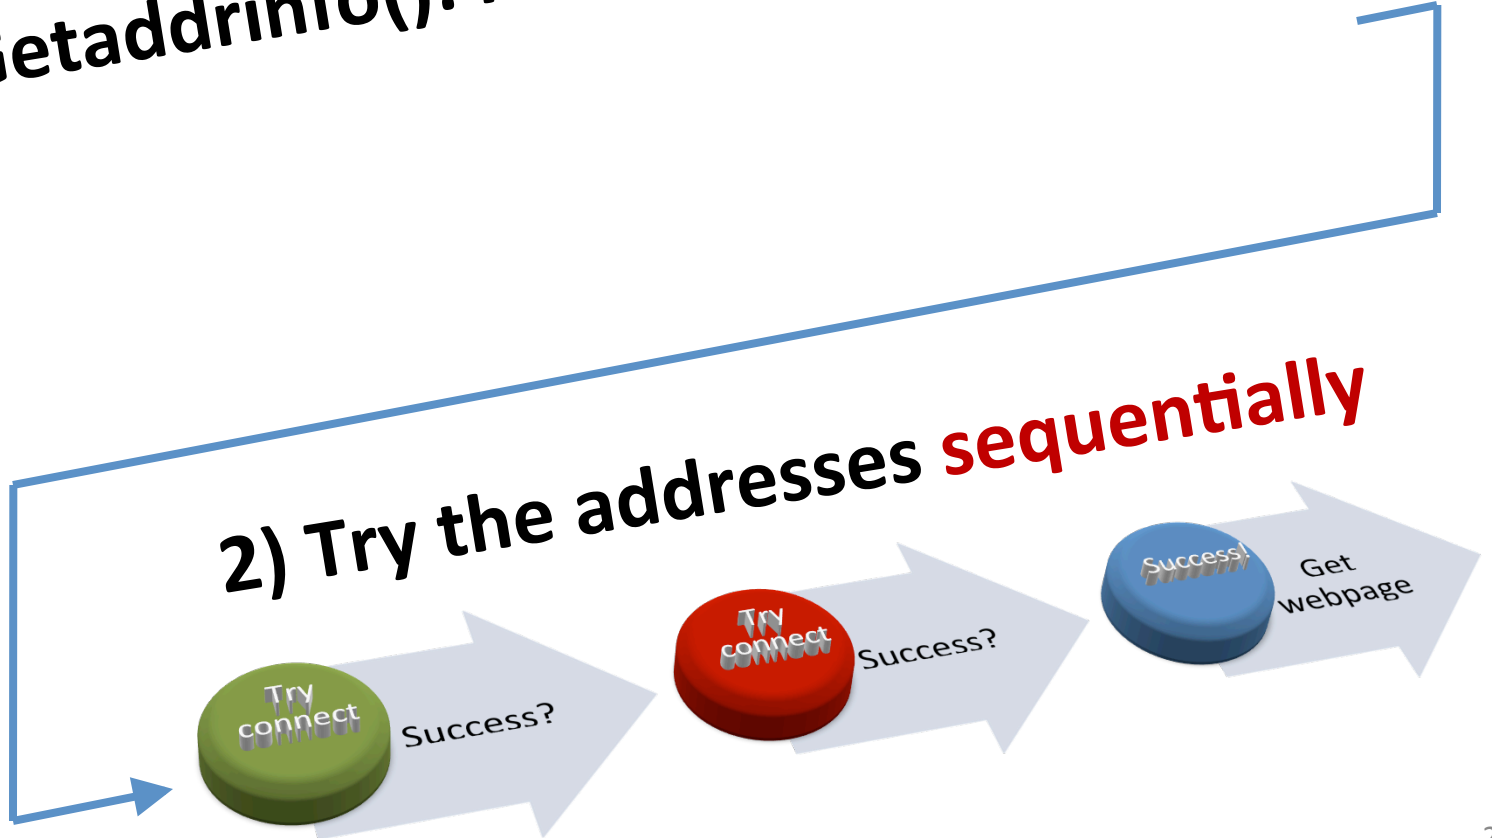 Getaddrinfo():
2) Try the addresses sequentially
Try
connect
Success?
Try
connect
Success?
Success!
Get
webpage